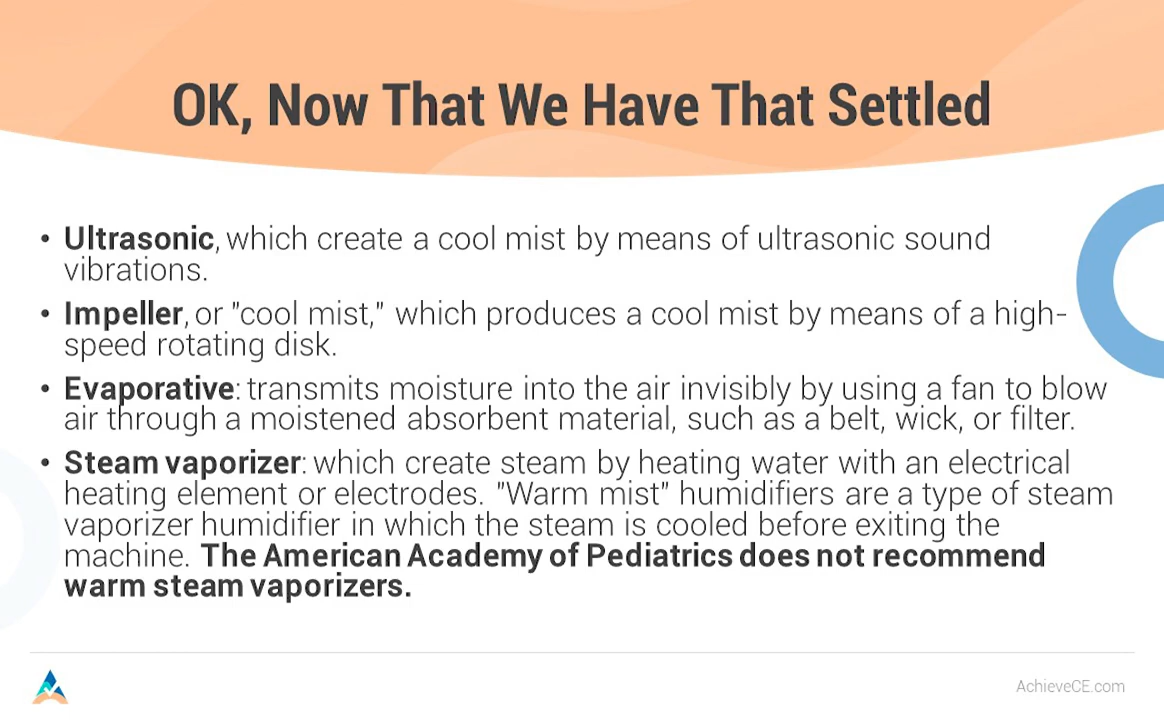 OK, Now That We Have That Settled
• Ultrasonic, which create a cool mist by means of ultrasonic sound
vibrations.
• Impeller, or "cool mist," which produces a cool mist by means of a high-
speed rotating disk.
• Evaporative: transmits moisture into the air invisibly by using a fan to blow
air through a moistened absorbent material, such as a belt, wick, or filter.
• Steam vaporizer: which create steam by heating water with an electrical
heating element or electrodes. "Warm mist" humidifiers are a type of steam
vaporizer humidifier in which the steam is cooled before exiting the
machine. The American Academy of Pediatrics does not recommend
warm steam vaporizers.
AchieveCE.com